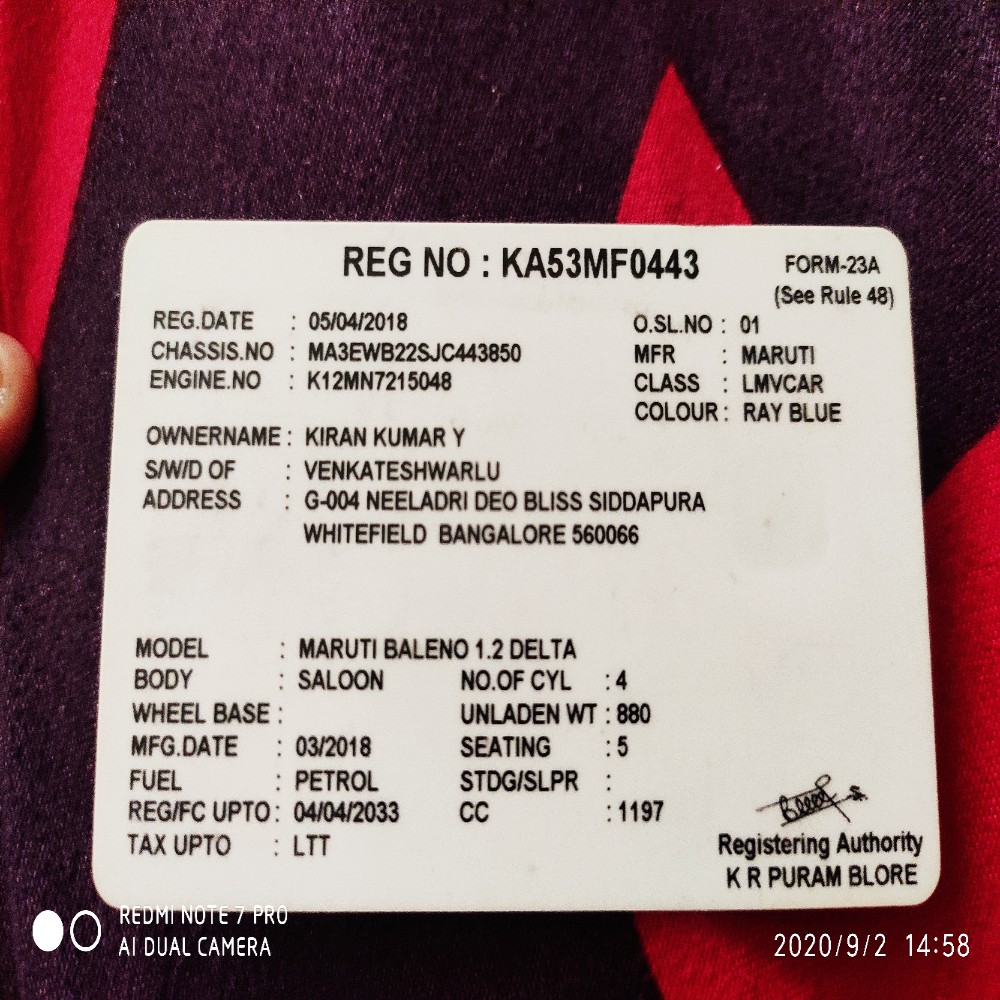 REG NO : KA53MF0443
FORM-23A
(See Rule 48)
REG.DATE : 05/04/2018 O.SL.NO : 01
CHASSIS.NO : MA3EWB22SJC443850 MFR : MARUTI
ENGINE.NO : K12MN7215048 CLASS : LMVCAR
COLOUR : RAY BLUE
OWNERNAME : KIRAN KUMAR Y
S/W/D OF : VENKATESHWARLU
ADDRESS : G-004 NEELADRI DEO BLISS SIDDAPURA
WHITEFIELD BANGALORE 560066
MODEL : MARUTI BALENO 1.2 DELTA
BODY : SALOON NO.OF CYL : 4
WHEEL BASE : UNLADEN WT : 880
MFG.DATE : 03/2018 SEATING : 5
FUEL : PETROL STDG/SLPR :
REG/FC UPTO : 04/04/2033 CC : 1197
TAX UPTO : LTT
Registering Authority
K R PURAM BLORE
REDMI NOTE 7 PRO
AI DUAL CAMERA
2020/9/2 14:58